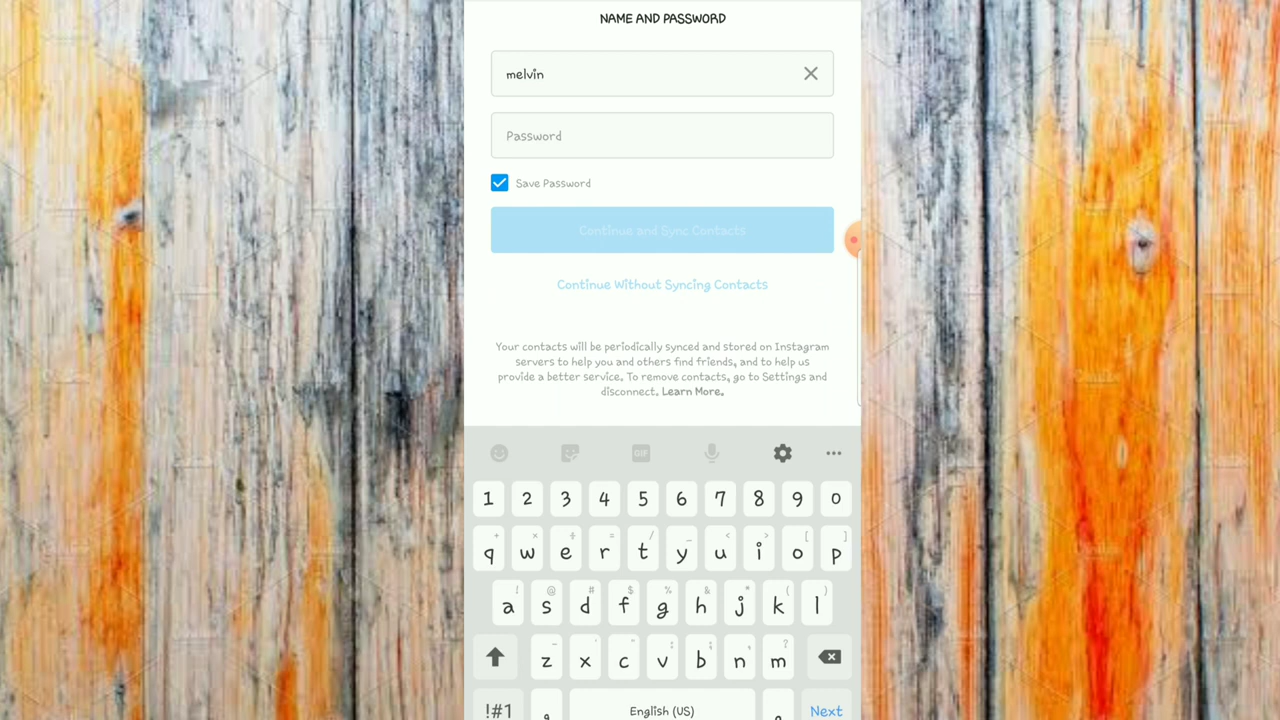 NAME AND PASSWORD
melvin
Password
Save Password
Continue and Sync Contacts
Continue Without Syncing Contacts
Your contacts will be periodically synced and stored on Instagram
servers to help you and others find friends, and to help us
provide a better service. To remove contacts, go to Settings and
disconnect. Learn More.
GIF
1 2 3 4 5 6 7 8 9 0
+ × ÷ = / _ < > [ ]
q w e r t y u i o p
! @ # $ % & * ( )
a s d f g h j k l
- ' " : ; , ?
z x c v b n m
!#1 , English (US) . Next